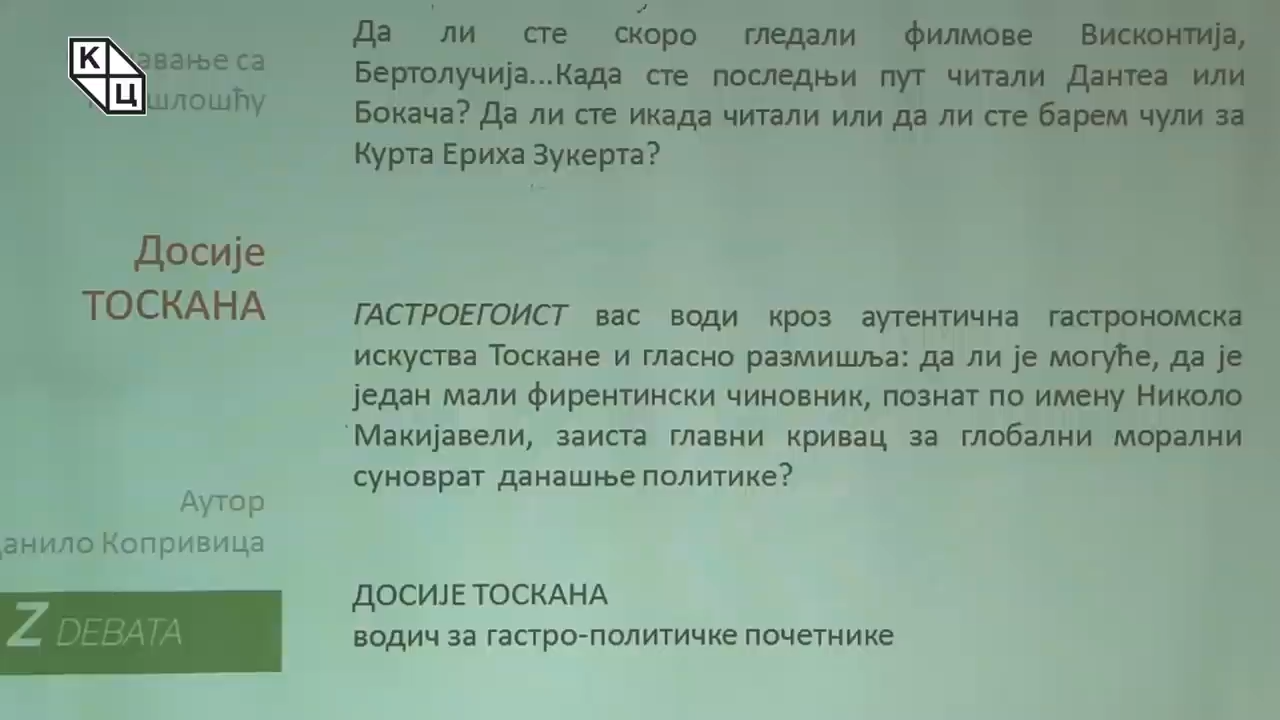 К
Ц
са
Досије
ТОСКАНА
Аутор
Копривица
Z DEBATA
Да ли сте скоро гледали филмове Висконтија,
Бертолучија...Када сте последњи пут читали Дантеа или
Бокача? Да ли сте икада читали или да ли сте барем чули за
Курта Ериха Зукерта?
ГАСТРОЕГОИСТ вас води кроз аутентична гастрономска
искуства Тоскане и гласно размишља: да ли је могуће, да је
један мали фирентински чиновник, познат по имену Николо
Макијавели, заиста главни кривац за глобални морални
суноврат данашње политике?
ДОСИЈЕ ТОСКАНА
водич за гастро-политичке почетнике